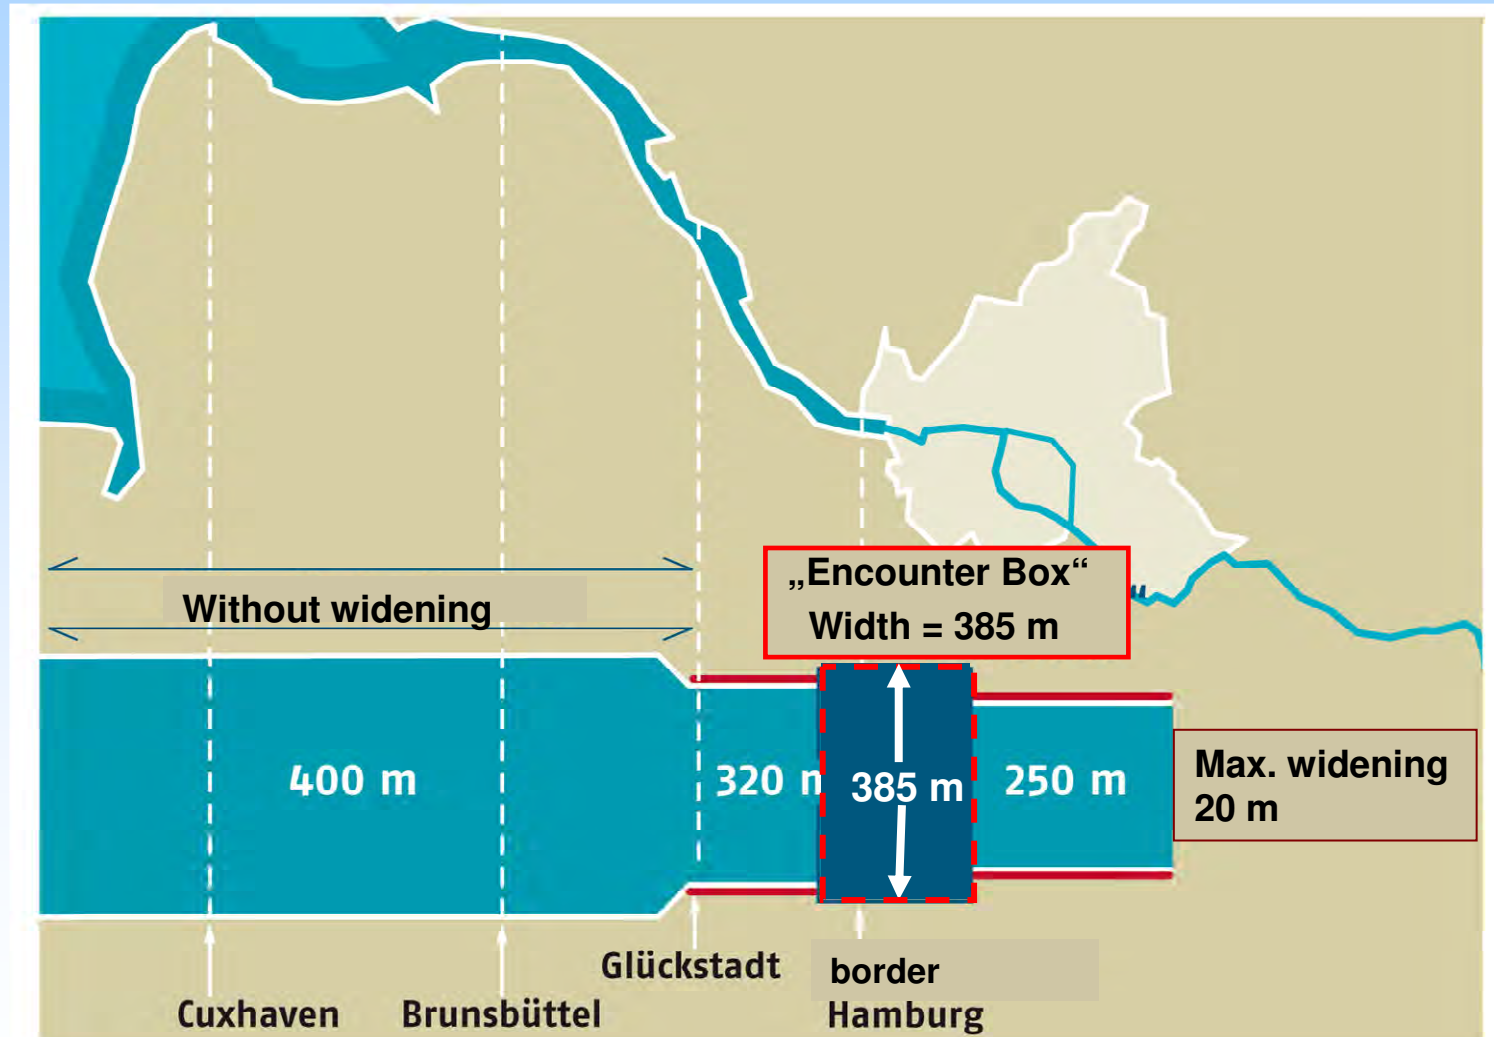 „Encounter Box“
Width = 385 m
Without widening
400 m
320 m
385 m
250 m
Max. widening
20 m
Glückstadt
border
Cuxhaven
Brunsbüttel
Hamburg